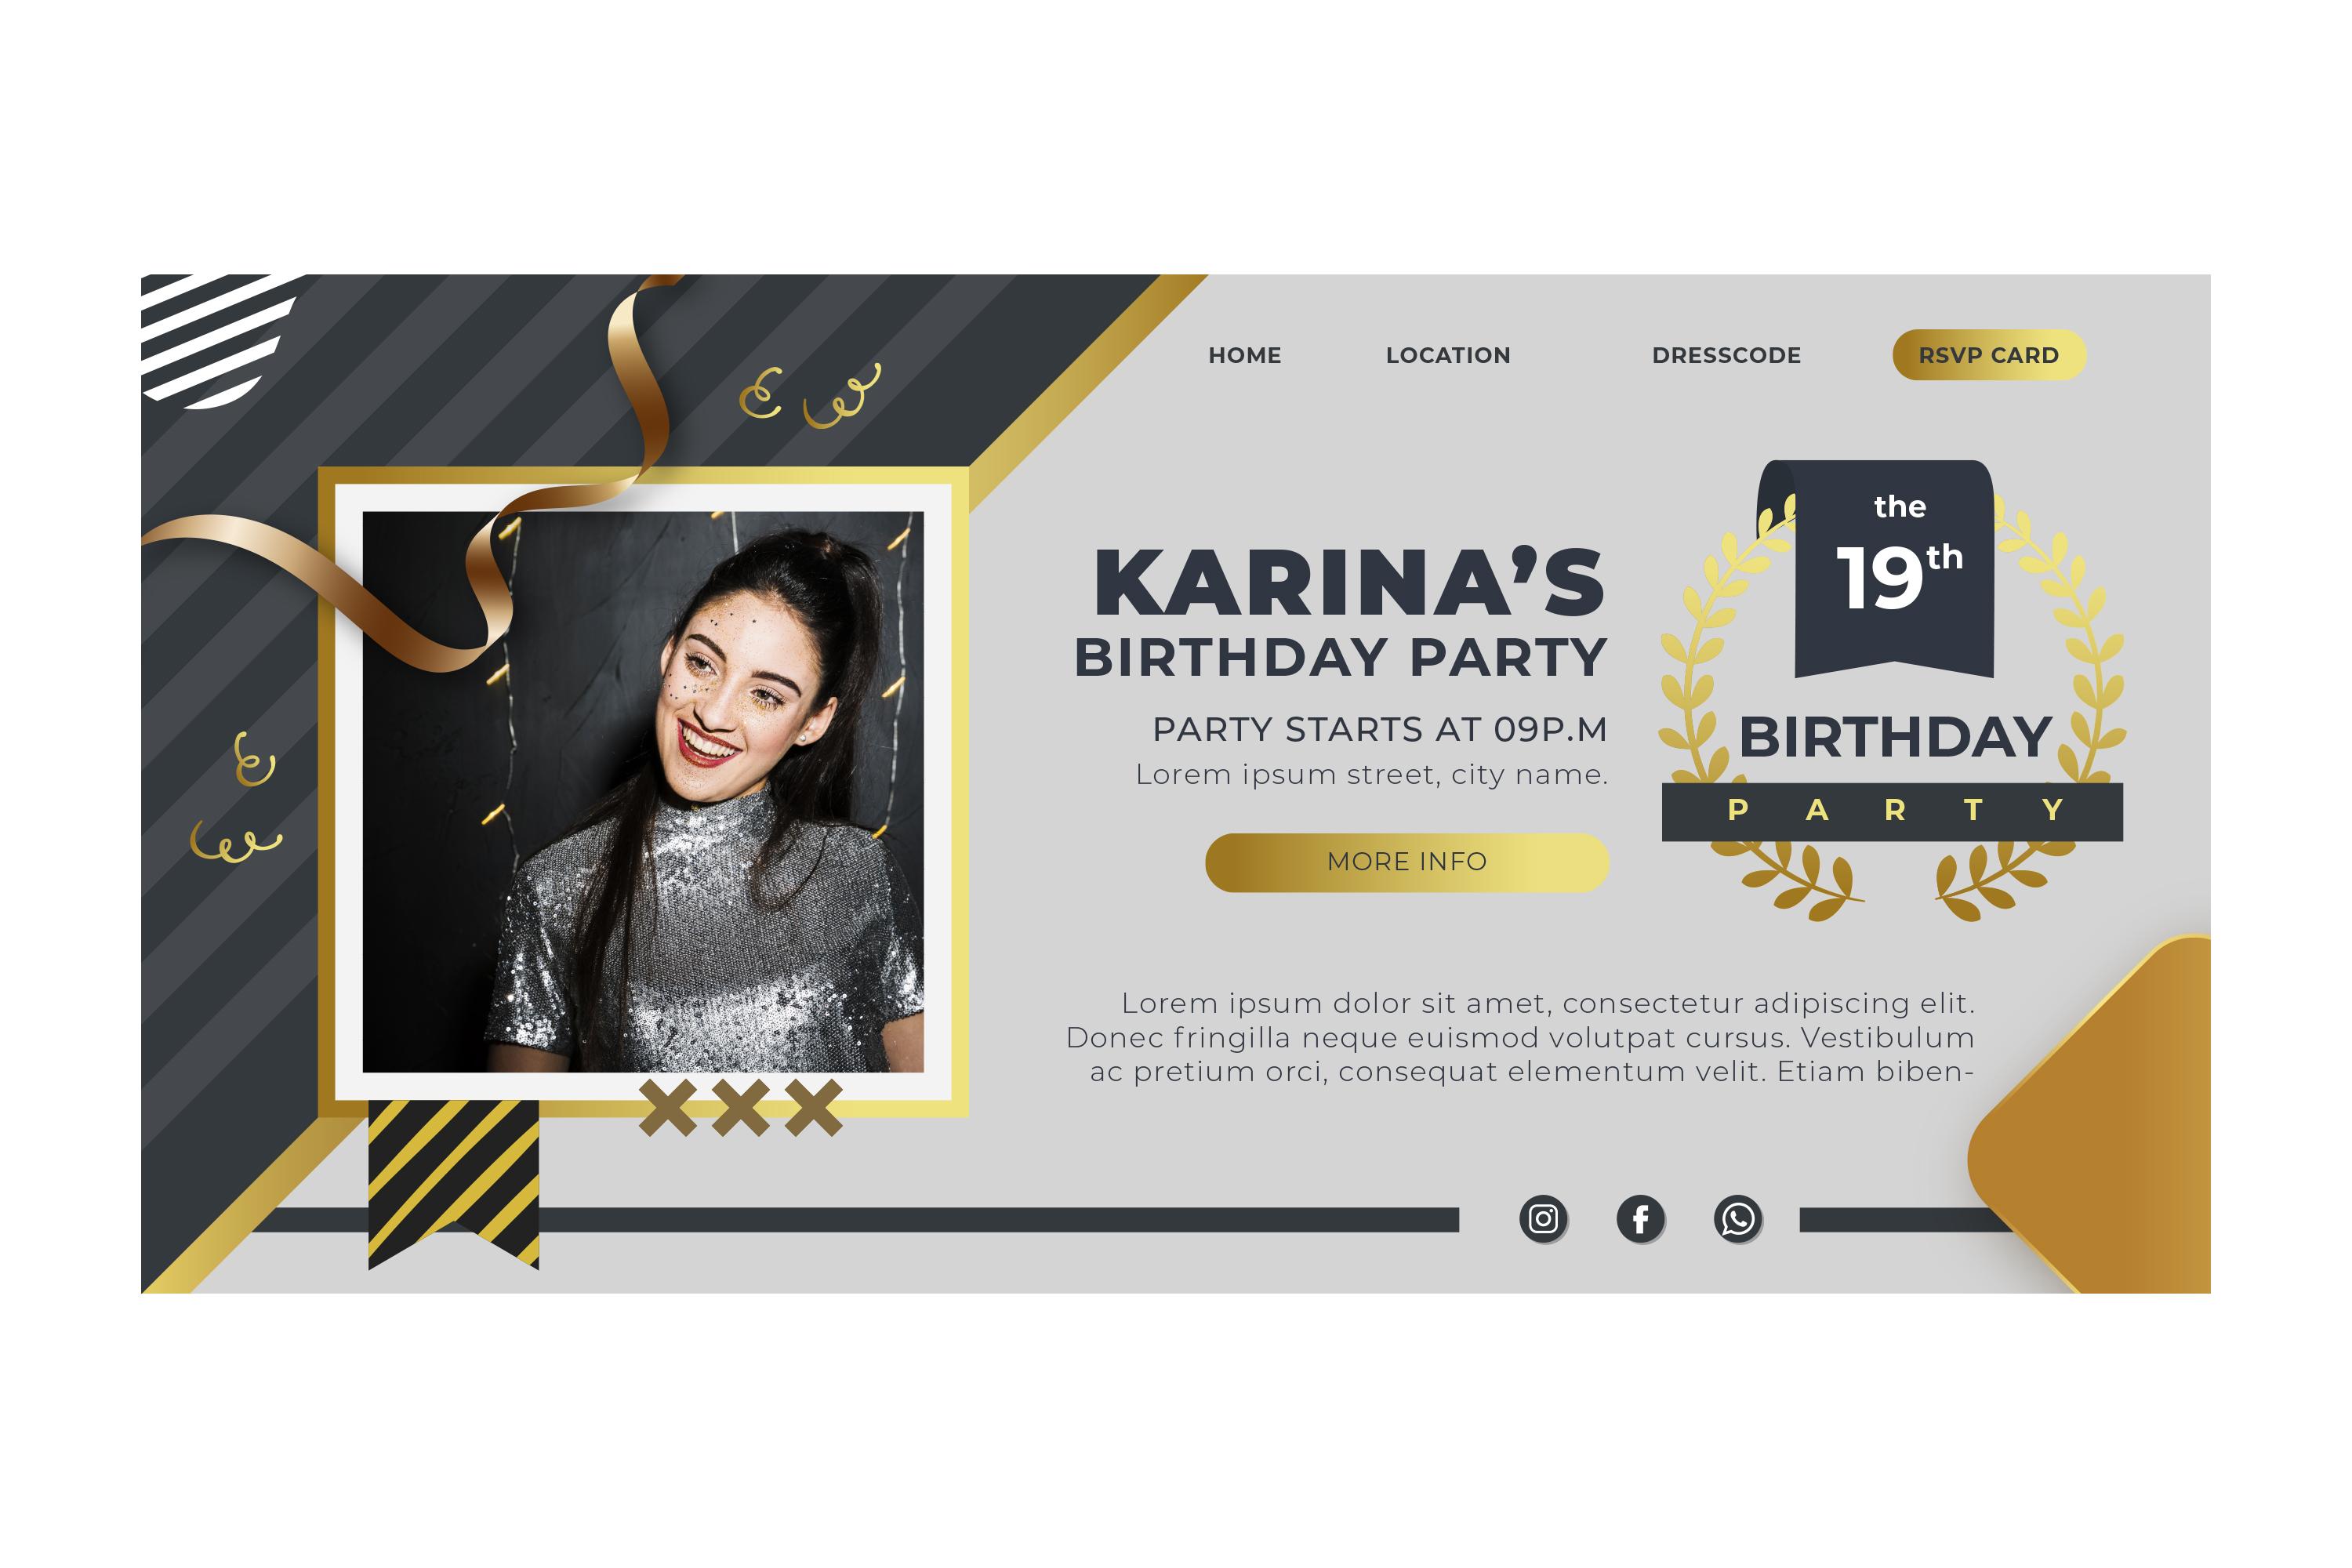 HOME LOCATION DRESSCODE RSVP CARD
KARINA’S
BIRTHDAY PARTY
PARTY STARTS AT 09P.M
Lorem ipsum street, city name.
MORE INFO
the
19th
BIRTHDAY
PARTY
Lorem ipsum dolor sit amet, consectetur adipiscing elit.
Donec fringilla neque euismod volutpat cursus. Vestibulum
ac pretium orci, consequat elementum velit. Etiam biben-